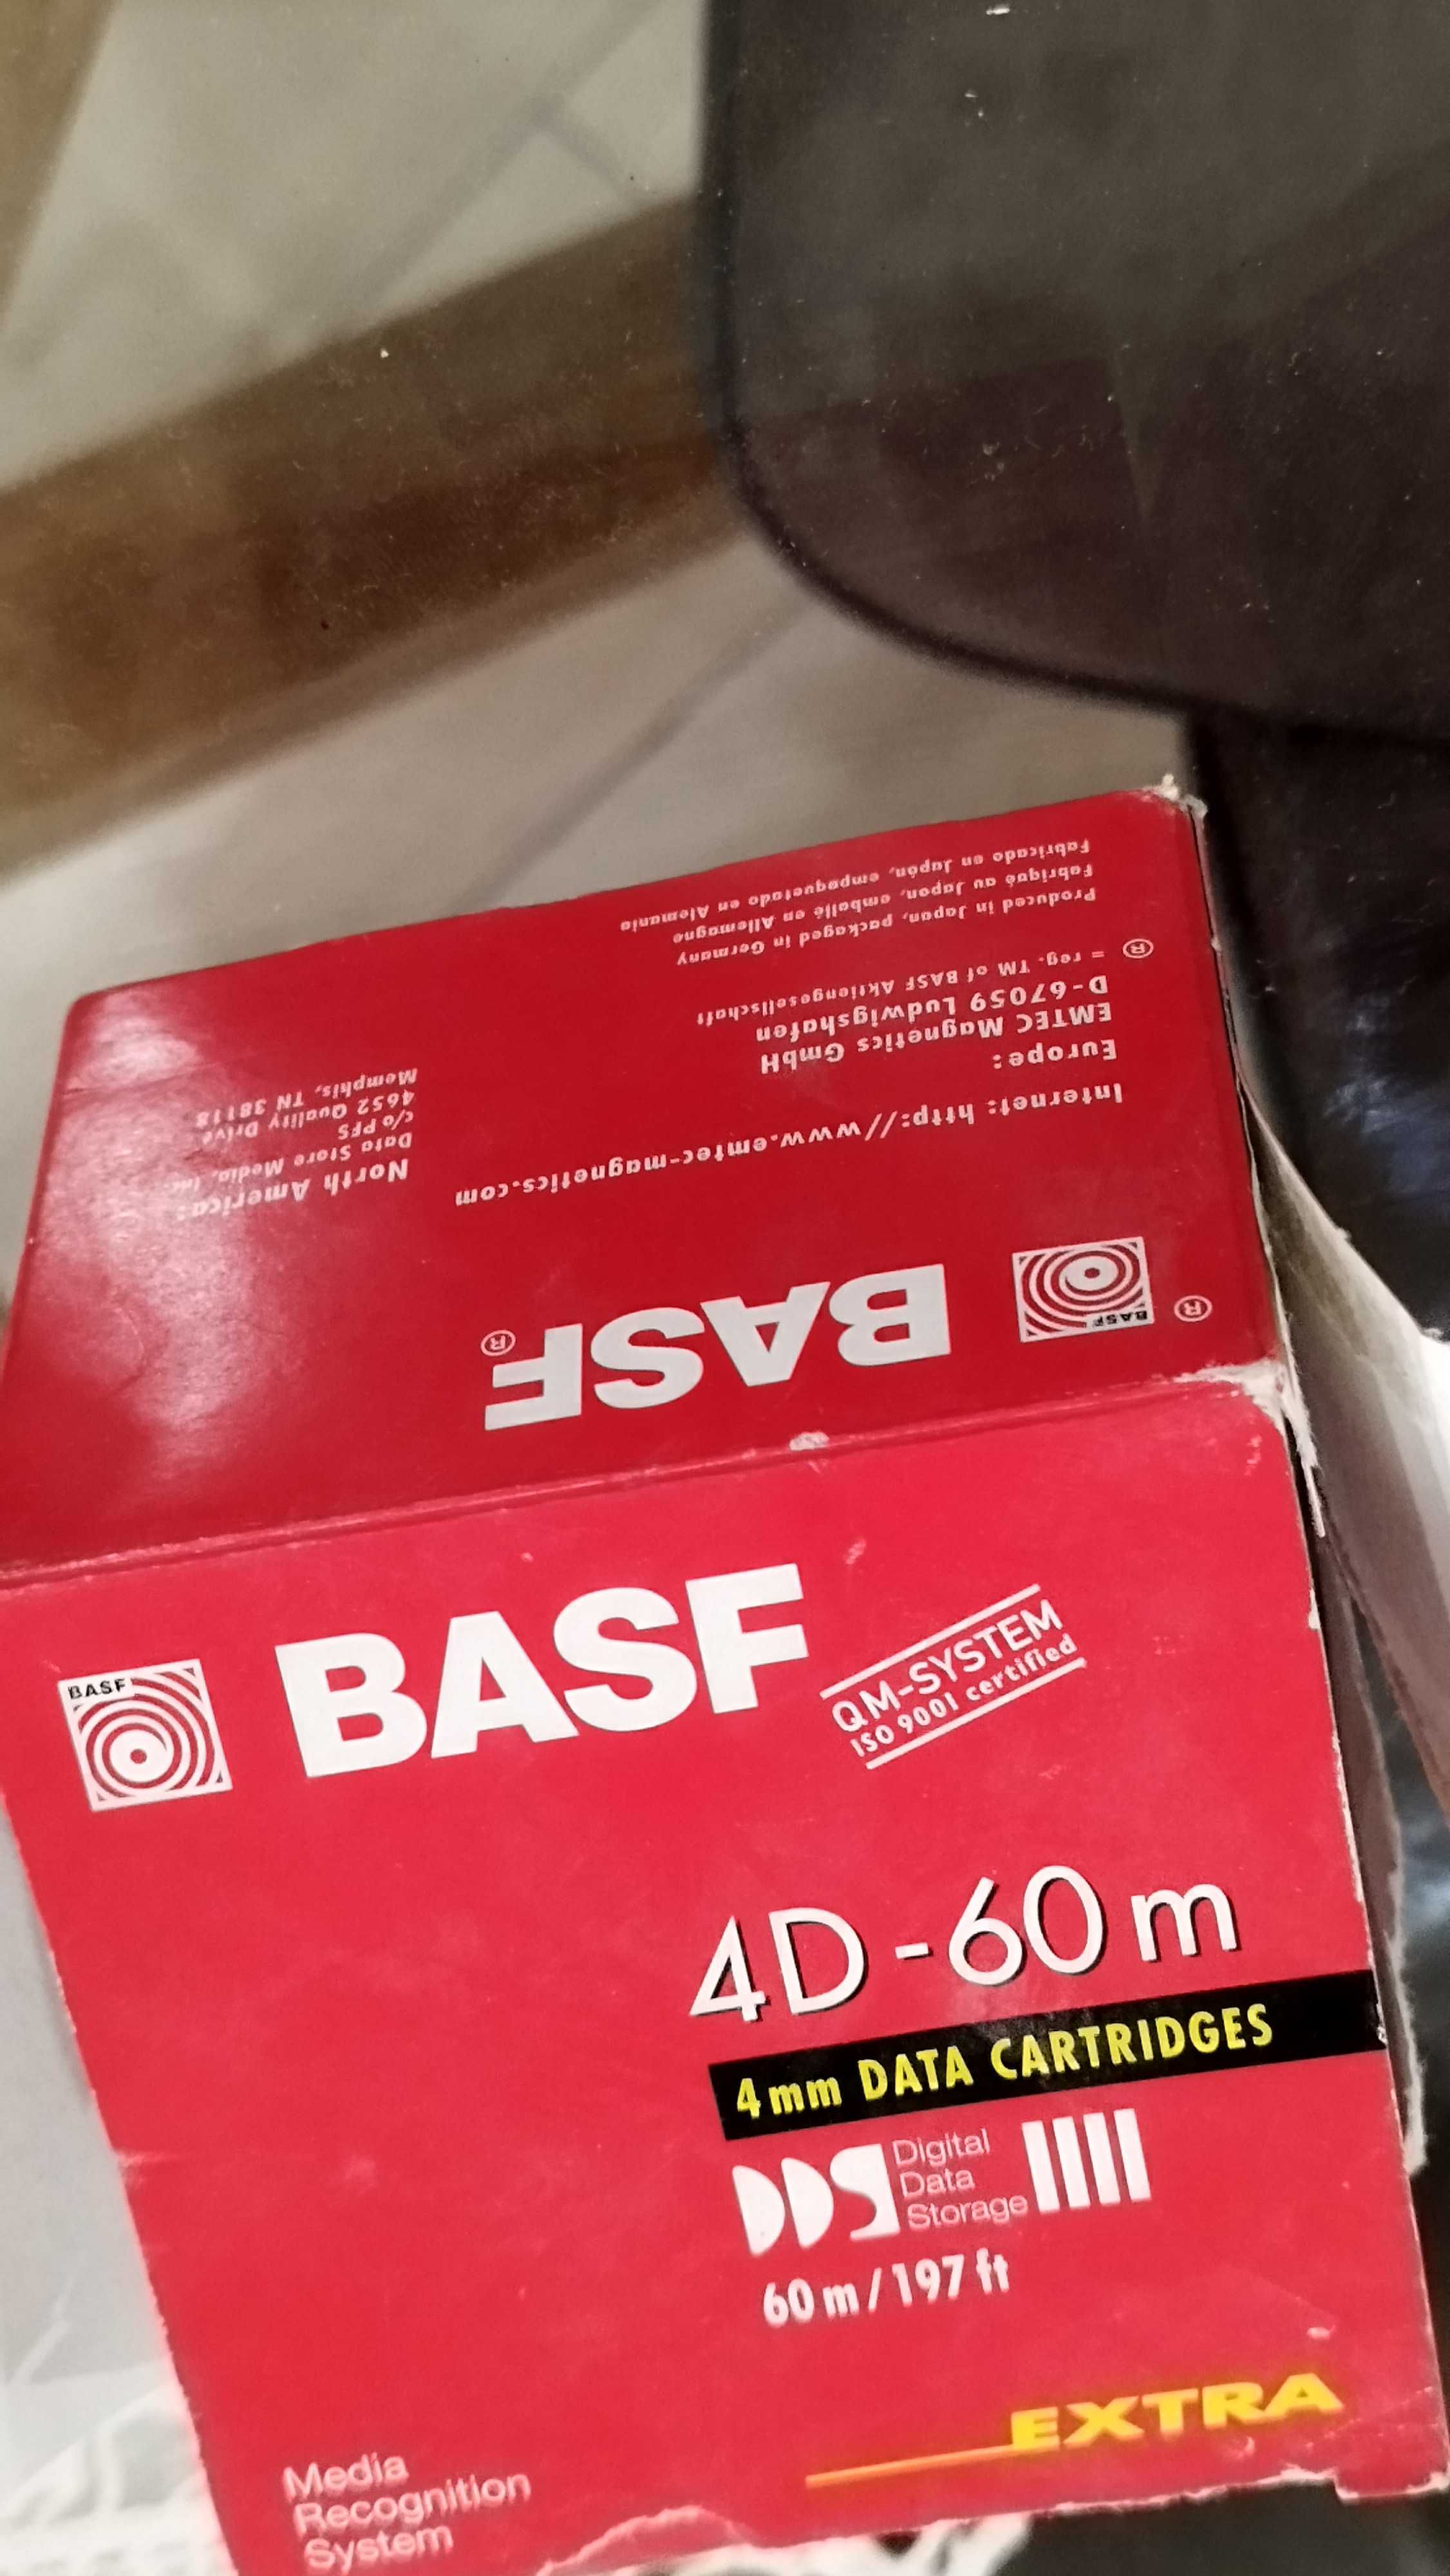 Fabricado en Japón, empaquetado en Alemania
Fabriqué au Japon, emballé en Allemagne
Produced in Japan, packaged in Germany
® = reg. TM of BASF Aktiengesellschaft
D-67059 Ludwigshafen
EMTEC Magnetics GmbH
Europe:
Memphis, TN 38118
4652 Quality Drive
c/o PFS
Data Store Media, Inc.
North America:
Internet: http://www.emtec-magnetics.com
BASF®
BASF ®
BASF
BASF
QM-SYSTEM
ISO 9001 certified
4D-60m
4mm DATA CARTRIDGES
DDS Digital
Data
Storage
60 m / 197 ft
EXTRA
Media
Recognition
System